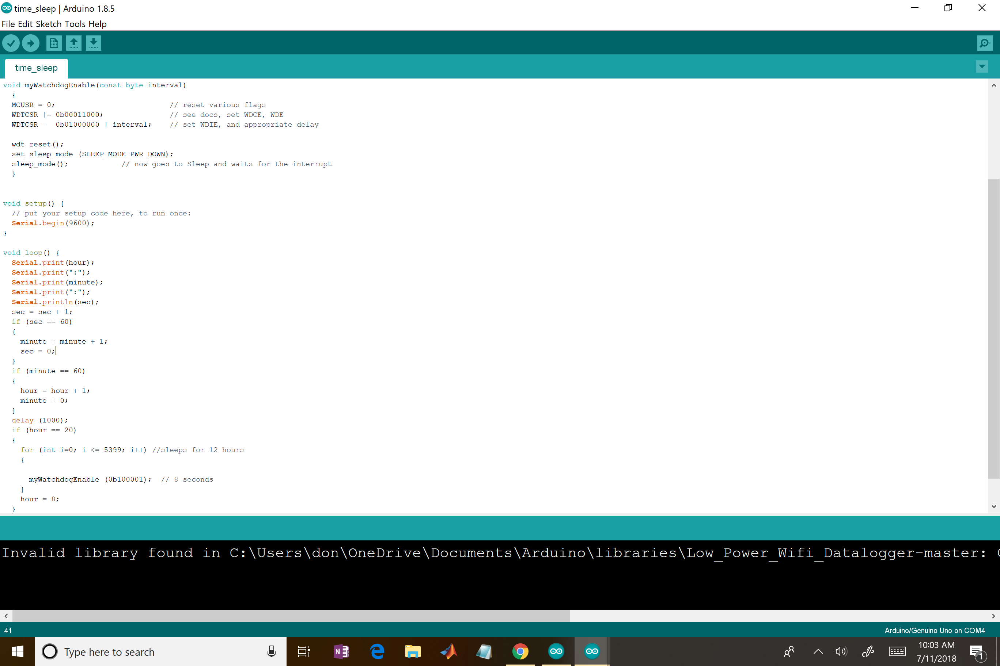 time_sleep | Arduino 1.8.5
File Edit Sketch Tools Help
time_sleep
void myWatchdogEnable(const byte interval)
{
MCUSR = 0; // reset various flags
WDTCSR |= 0b00011000; // see docs, set WDCE, WDE
WDTCSR = 0b01000000 | interval; // set WDIE, and appropriate delay
wdt_reset();
set_sleep_mode (SLEEP_MODE_PWR_DOWN);
sleep_mode(); // now goes to Sleep and waits for the interrupt
}
void setup() {
// put your setup code here, to run once:
Serial.begin(9600);
}
void loop() {
Serial.print(hour);
Serial.print(":");
Serial.print(minute);
Serial.print(":");
Serial.println(sec);
sec = sec + 1;
if (sec == 60)
{
minute = minute + 1;
sec = 0;
}
if (minute == 60)
{
hour = hour + 1;
minute = 0;
}
delay (1000);
if (hour == 20)
{
for (int i=0; i <= 5399; i++) //sleeps for 12 hours
{
myWatchdogEnable (0b100001); // 8 seconds
}
hour = 8;
}
Invalid library found in C:\Users\don\OneDrive\Documents\Arduino\libraries\Low_Power_Wifi_Datalogger-master:
41
Arduino/Genuino Uno on COM4
Type here to search
N
10:03 AM
7/11/2018
1